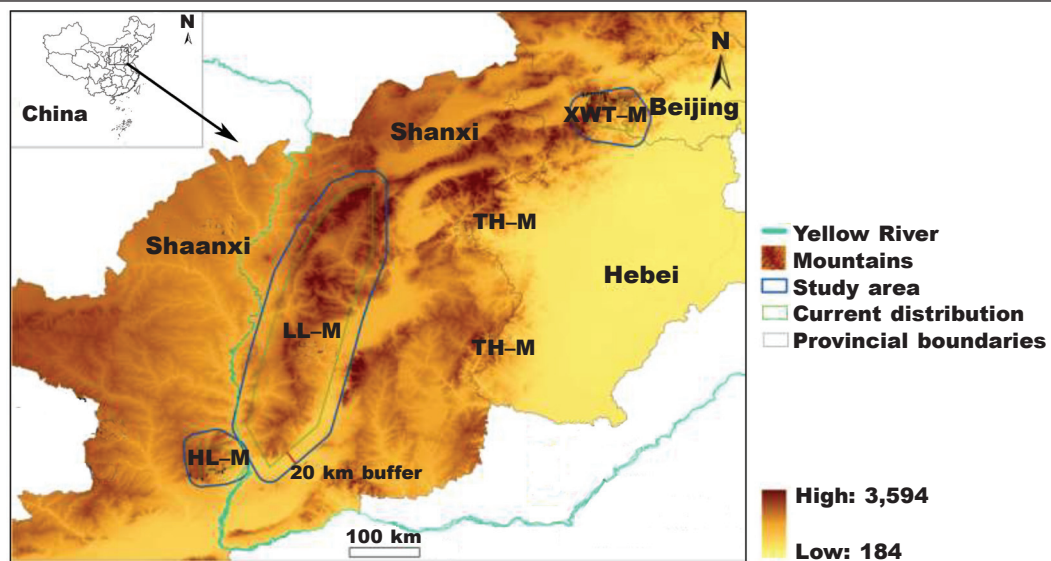 N
China
N
Beijing
XWT–M
Shanxi
TH–M
Shaanxi
Hebei
LL–M
TH–M
HL–M
20 km buffer
100 km
Yellow River
Mountains
Study area
Current distribution
Provincial boundaries
High: 3,594
Low: 184